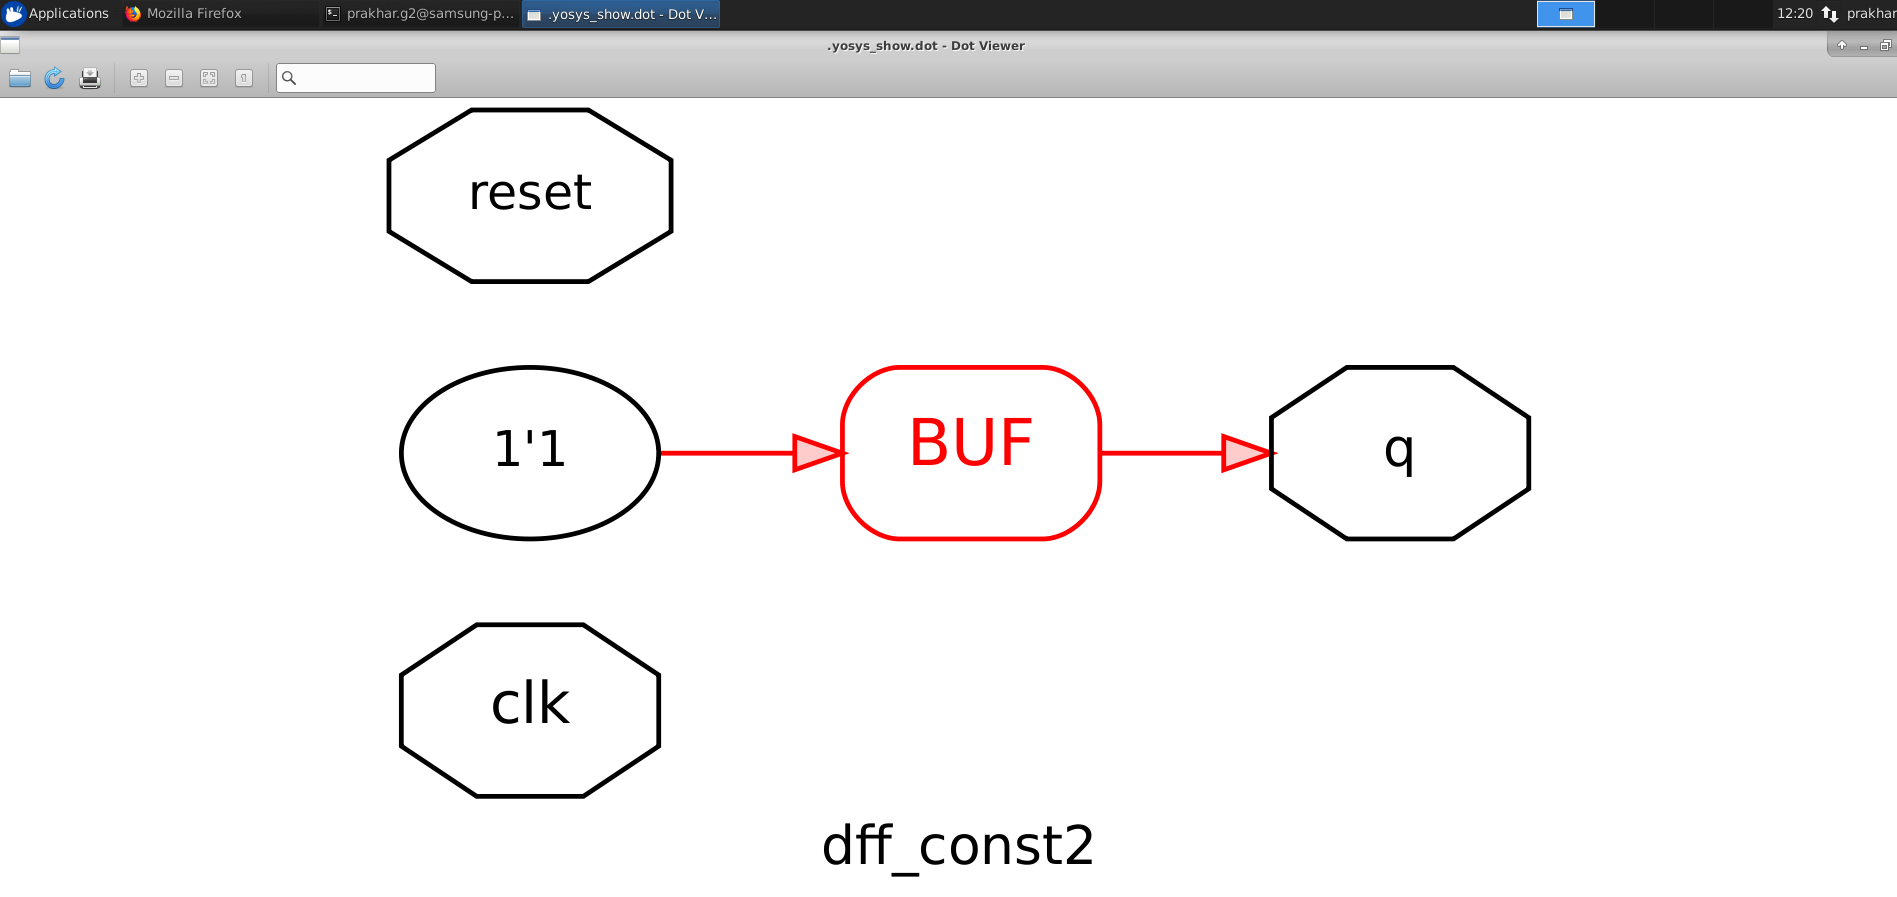 Applications Mozilla Firefox prakhar.g2@samsung-p... .yosys_show.dot - Dot V... 12:20 prakhar
.yosys_show.dot - Dot Viewer
reset
1'1 BUF q
clk
dff_const2